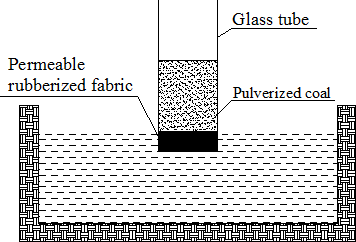 Glass tube
Permeable
rubberized fabric
Pulverized coal